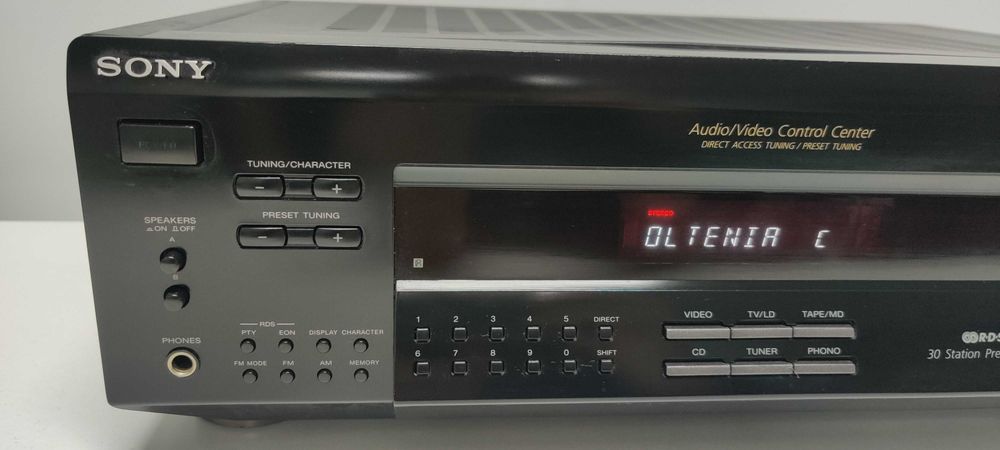 SONY
Audio/Video Control Center
DIRECT ACCESS TUNING / PRESET TUNING
POWER
TUNING/CHARACTER
− +
PRESET TUNING
− +
STEREO
OLTENIA C
SPEAKERS
ON OFF
A
B
PHONES
RDS
PTY EON DISPLAY CHARACTER
FM MODE FM AM MEMORY
1 2 3 4 5 DIRECT
6 7 8 9 0 SHIFT
VIDEO TV/LD TAPE/MD
CD TUNER PHONO
R·D·S
30 Station Pre